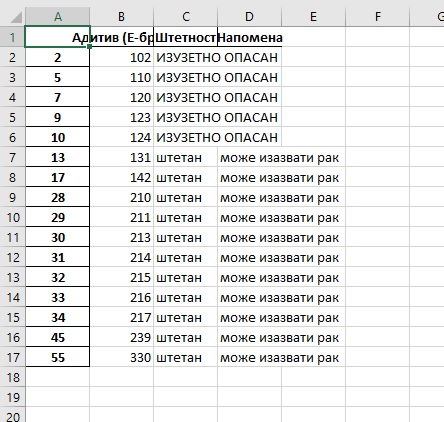 A B C D E F
1 Адитив (Е-бр Штетност Напомена
2 2 102 ИЗУЗЕТНО ОПАСАН
3 5 110 ИЗУЗЕТНО ОПАСАН
4 7 120 ИЗУЗЕТНО ОПАСАН
5 9 123 ИЗУЗЕТНО ОПАСАН
6 10 124 ИЗУЗЕТНО ОПАСАН
7 13 131 штетан може изазвати рак
8 17 142 штетан може изазвати рак
9 28 210 штетан може изазвати рак
10 29 211 штетан може изазвати рак
11 30 213 штетан може изазвати рак
12 31 214 штетан може изазвати рак
13 32 215 штетан може изазвати рак
14 33 216 штетан може изазвати рак
15 34 217 штетан може изазвати рак
16 45 239 штетан може изазвати рак
17 55 330 штетан може изазвати рак
18
19
20